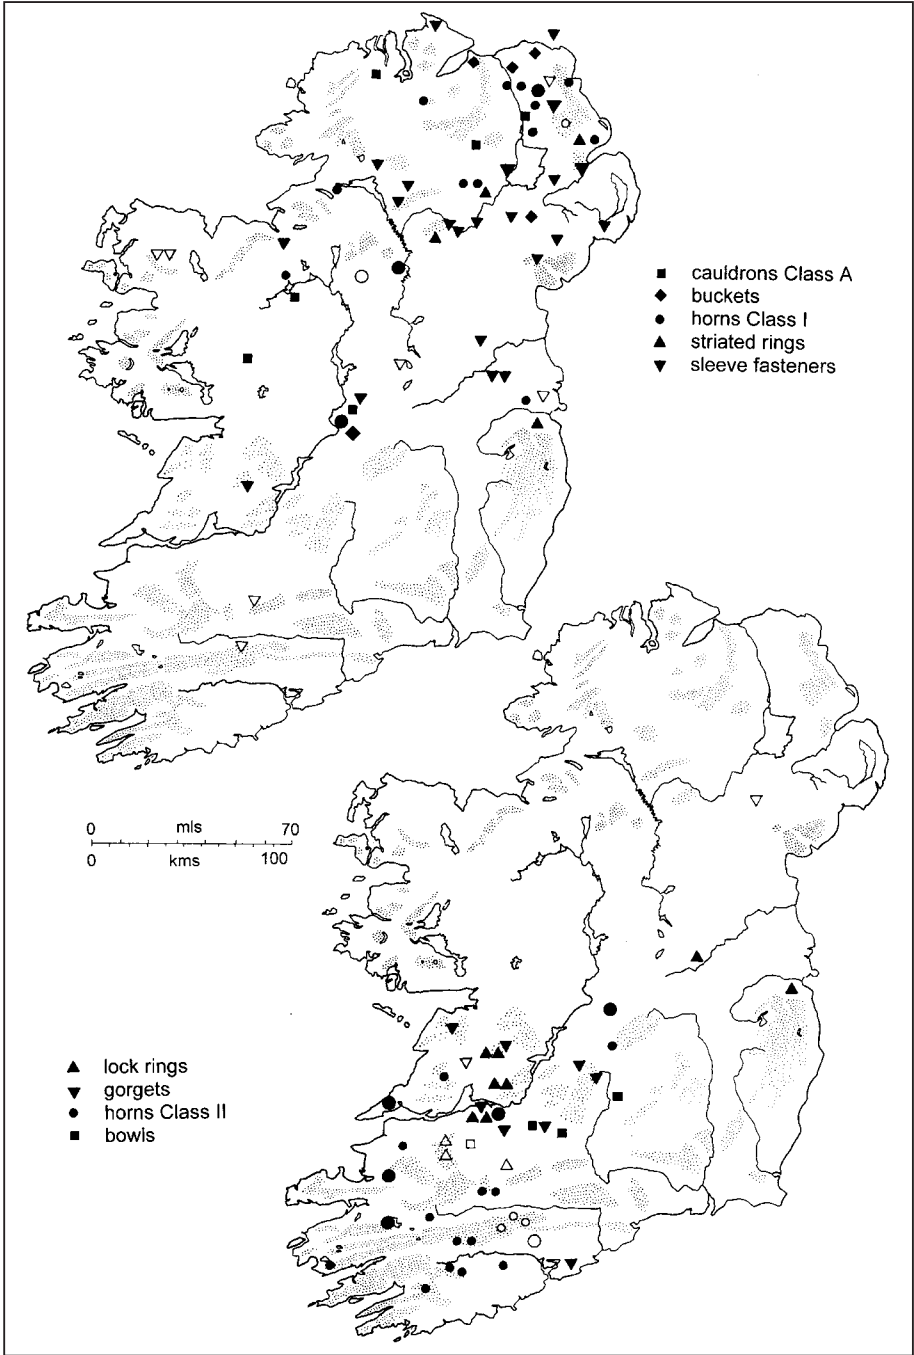 cauldrons Class A
buckets
horns Class I
striated rings
sleeve fasteners
0 mls 70
0 kms 100
lock rings
gorgets
horns Class II
bowls